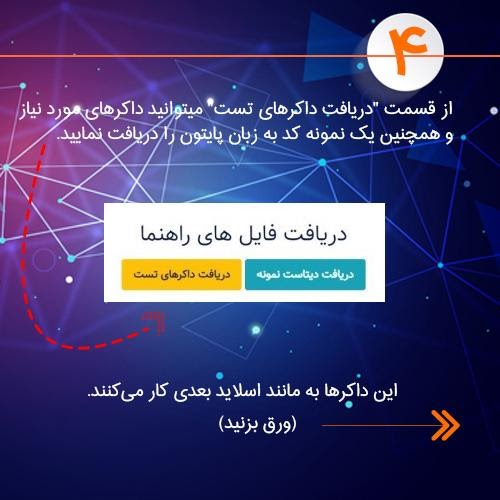 ۴
از قسمت "دریافت داکرهای تست" میتوانید داکرهای مورد نیاز
و همچنین یک نمونه کد به زبان پایتون را دریافت نمایید.
دریافت فایل های راهنما
دریافت دیتاست نمونه
دریافت داکرهای تست
این داکرها به مانند اسلاید بعدی کار می‌کنند.
(ورق بزنید)